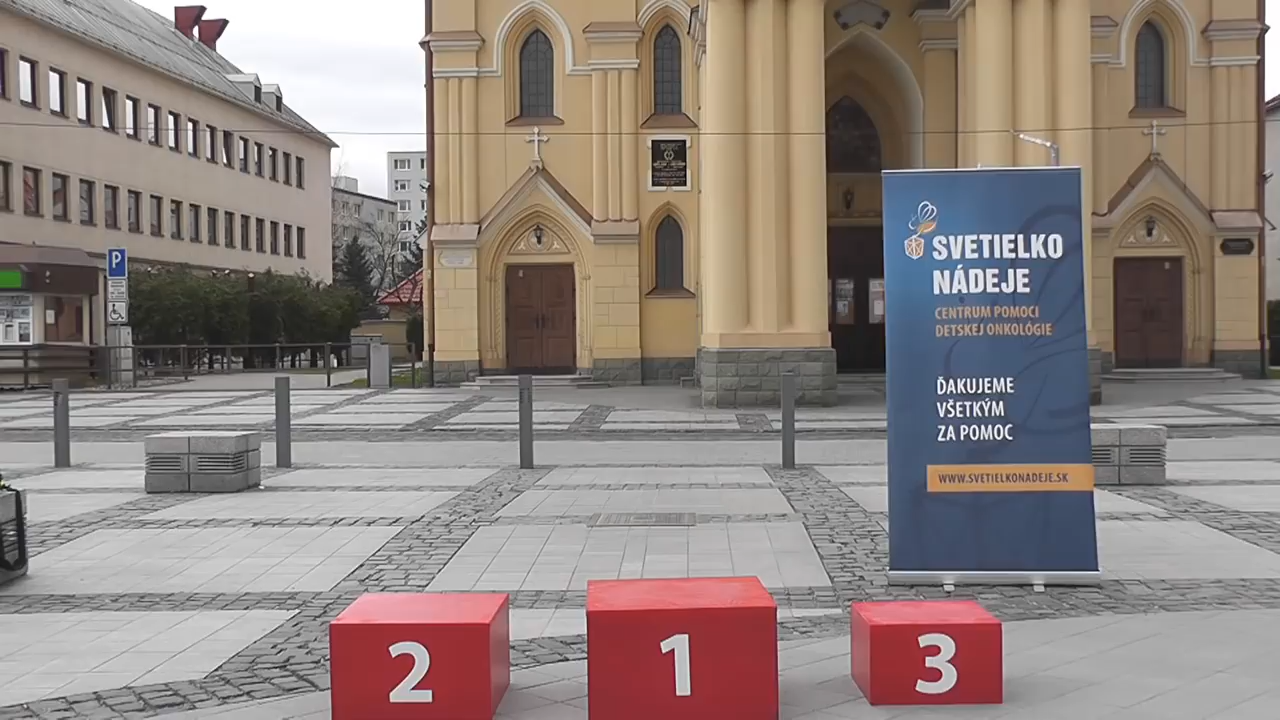 P
SVETIELKO
NÁDEJE
CENTRUM POMOCI
DETSKEJ ONKOLÓGIE
ĎAKUJEME
VŠETKÝM
ZA POMOC
WWW.SVETIELKONADEJE.SK
2
1
3